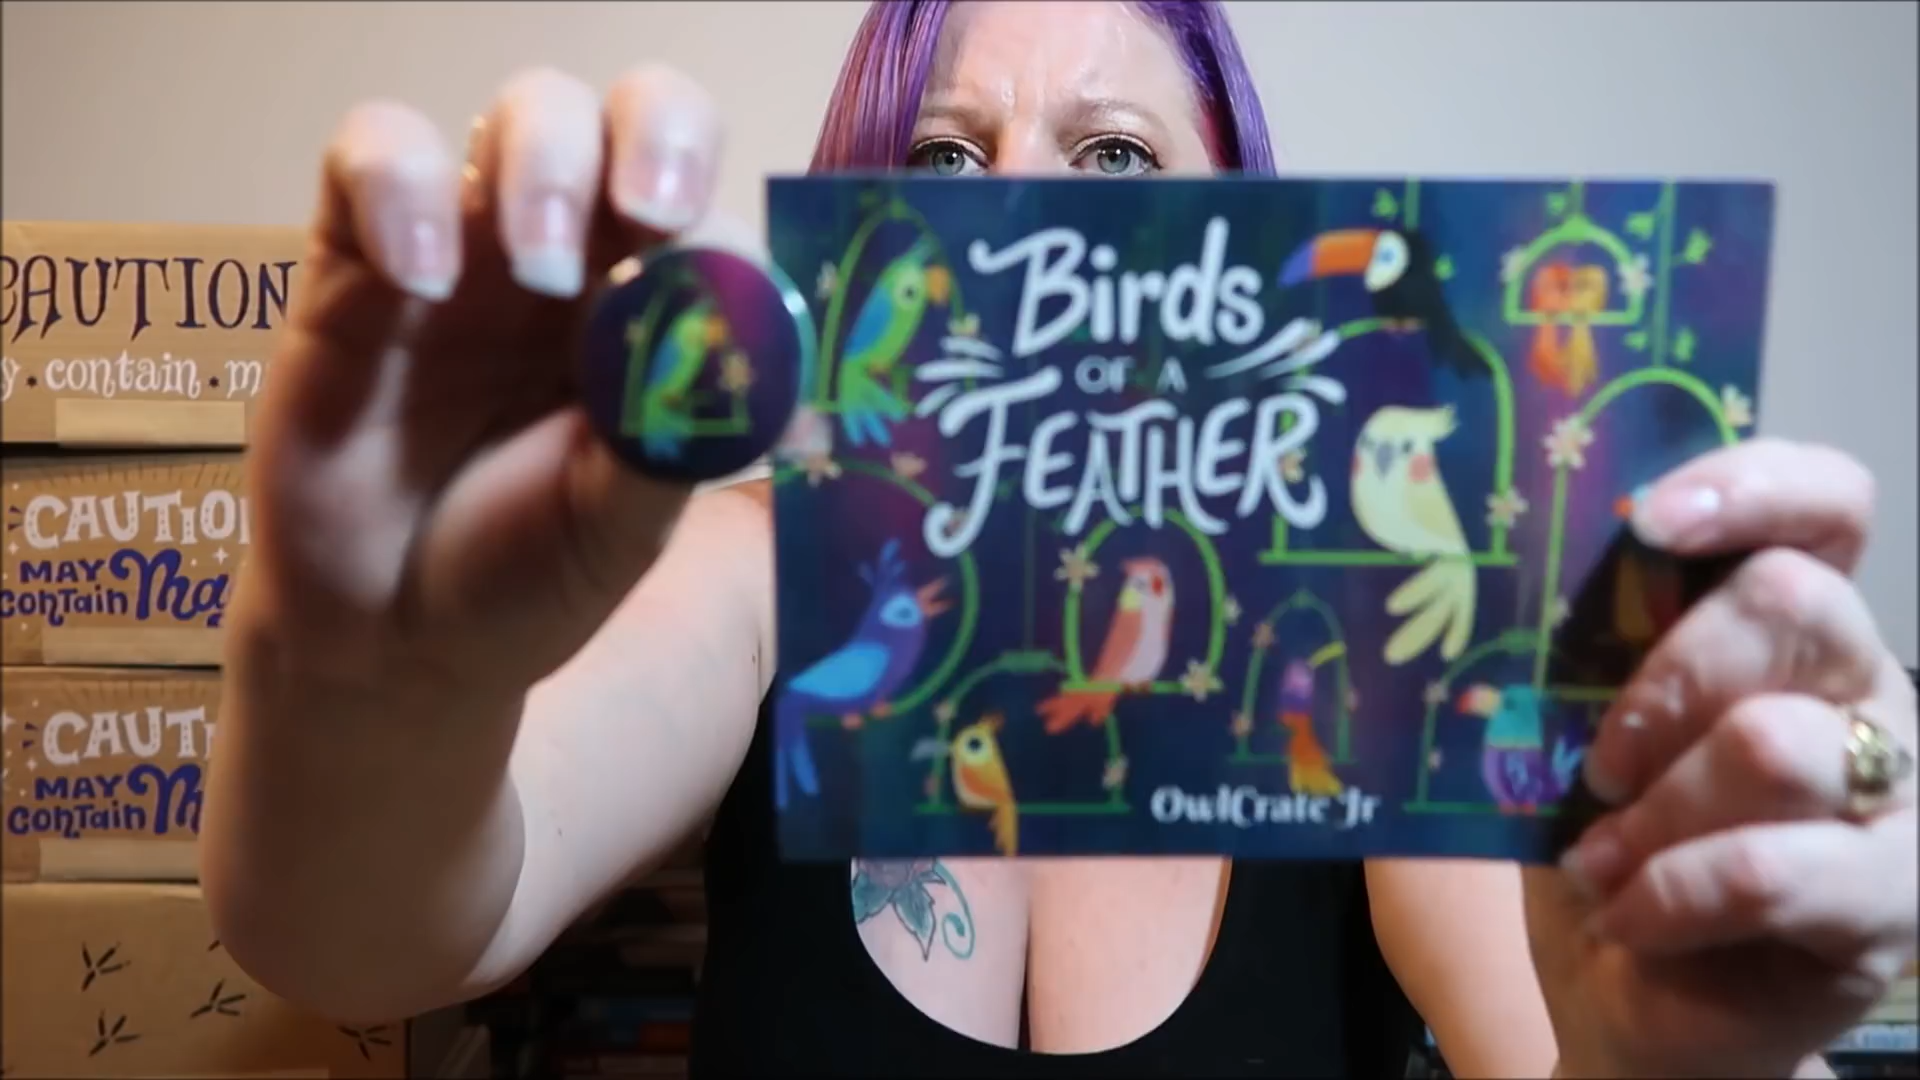 CAUTION
contain
CAUTIO
MAY
contain
CAUT
MAY
contain
Birds
OF A
FEATHER
OwlCrate Jr